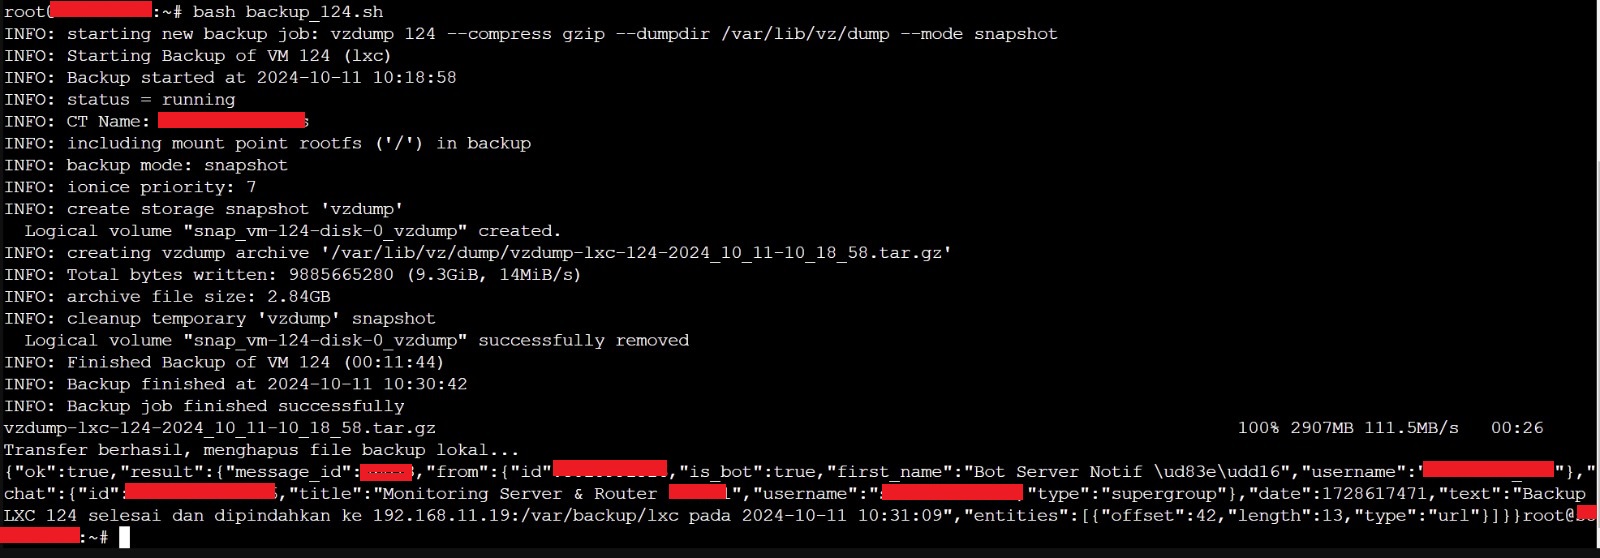 root@:~# bash backup_124.sh
INFO: starting new backup job: vzdump 124 --compress gzip --dumpdir /var/lib/vz/dump --mode snapshot
INFO: Starting Backup of VM 124 (lxc)
INFO: Backup started at 2024-10-11 10:18:58
INFO: status = running
INFO: CT Name: s
INFO: including mount point rootfs ('/') in backup
INFO: backup mode: snapshot
INFO: ionice priority: 7
INFO: create storage snapshot 'vzdump'
  Logical volume "snap_vm-124-disk-0_vzdump" created.
INFO: creating vzdump archive '/var/lib/vz/dump/vzdump-lxc-124-2024_10_11-10_18_58.tar.gz'
INFO: Total bytes written: 9885665280 (9.3GiB, 14MiB/s)
INFO: archive file size: 2.84GB
INFO: cleanup temporary 'vzdump' snapshot
  Logical volume "snap_vm-124-disk-0_vzdump" successfully removed
INFO: Finished Backup of VM 124 (00:11:44)
INFO: Backup finished at 2024-10-11 10:30:42
INFO: Backup job finished successfully
vzdump-lxc-124-2024_10_11-10_18_58.tar.gz 100% 2907MB 111.5MB/s 00:26
Transfer berhasil, menghapus file backup lokal...
{"ok":true,"result":{"message_id":,"from":{"id","is_bot":true,"first_name":"Bot Server Notif \ud83e\udd16","username":""},"
chat":{"id":,"title":"Monitoring Server & Router ","username":,"type":"supergroup"},"date":1728617471,"text":"Backup
LXC 124 selesai dan dipindahkan ke 192.168.11.19:/var/backup/lxc pada 2024-10-11 10:31:09","entities":[{"offset":42,"length":13,"type":"url"}]}}root@
:~#